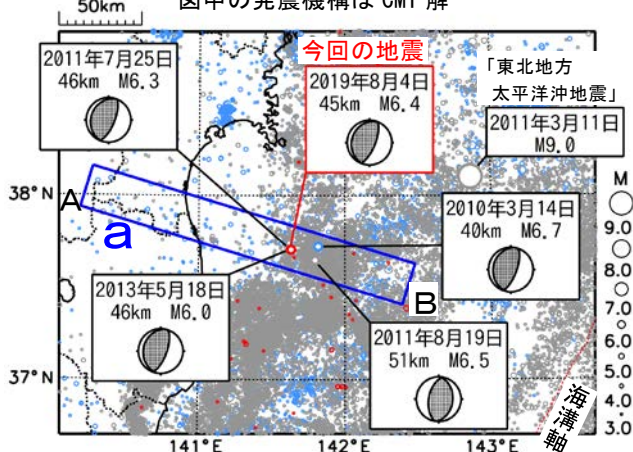 図中の発震機構は CMT 解
50km
2011年7月25日
46km M6.3
今回の地震
2019年8月4日
45km M6.4
「東北地方
太平洋沖地震」
2011年3月11日
M9.0
38°N
A
a
2010年3月14日
40km M6.7
B
2013年5月18日
46km M6.0
2011年8月19日
51km M6.5
37°N
海溝軸
141°E
142°E
143°E
M
9.0
8.0
7.0
6.0
5.0
4.0
3.0